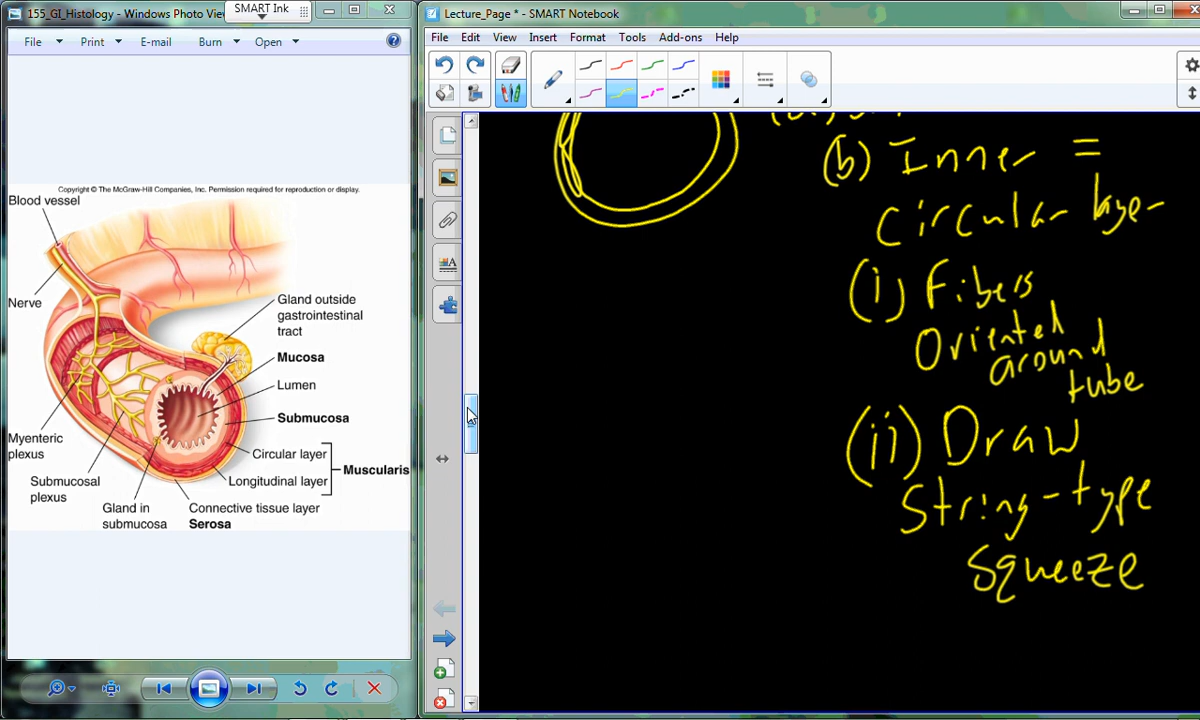 155_GI_Histology - Windows Photo View
SMART Ink
File Print E-mail Burn Open
Copyright © The McGraw-Hill Companies, Inc. Permission required for reproduction or display.
Blood vessel
Nerve
Gland outside
gastrointestinal
tract
Mucosa
Lumen
Submucosa
Circular layer
Muscularis
Longitudinal layer
Myenteric
plexus
Submucosal
plexus
Gland in
submucosa
Connective tissue layer
Serosa
Lecture_Page * - SMART Notebook
File Edit View Insert Format Tools Add-ons Help
(b) Inner =
circular layer
(i) Fibers
Oriented
around
tube
(ii) Draw
String-type
Squeeze